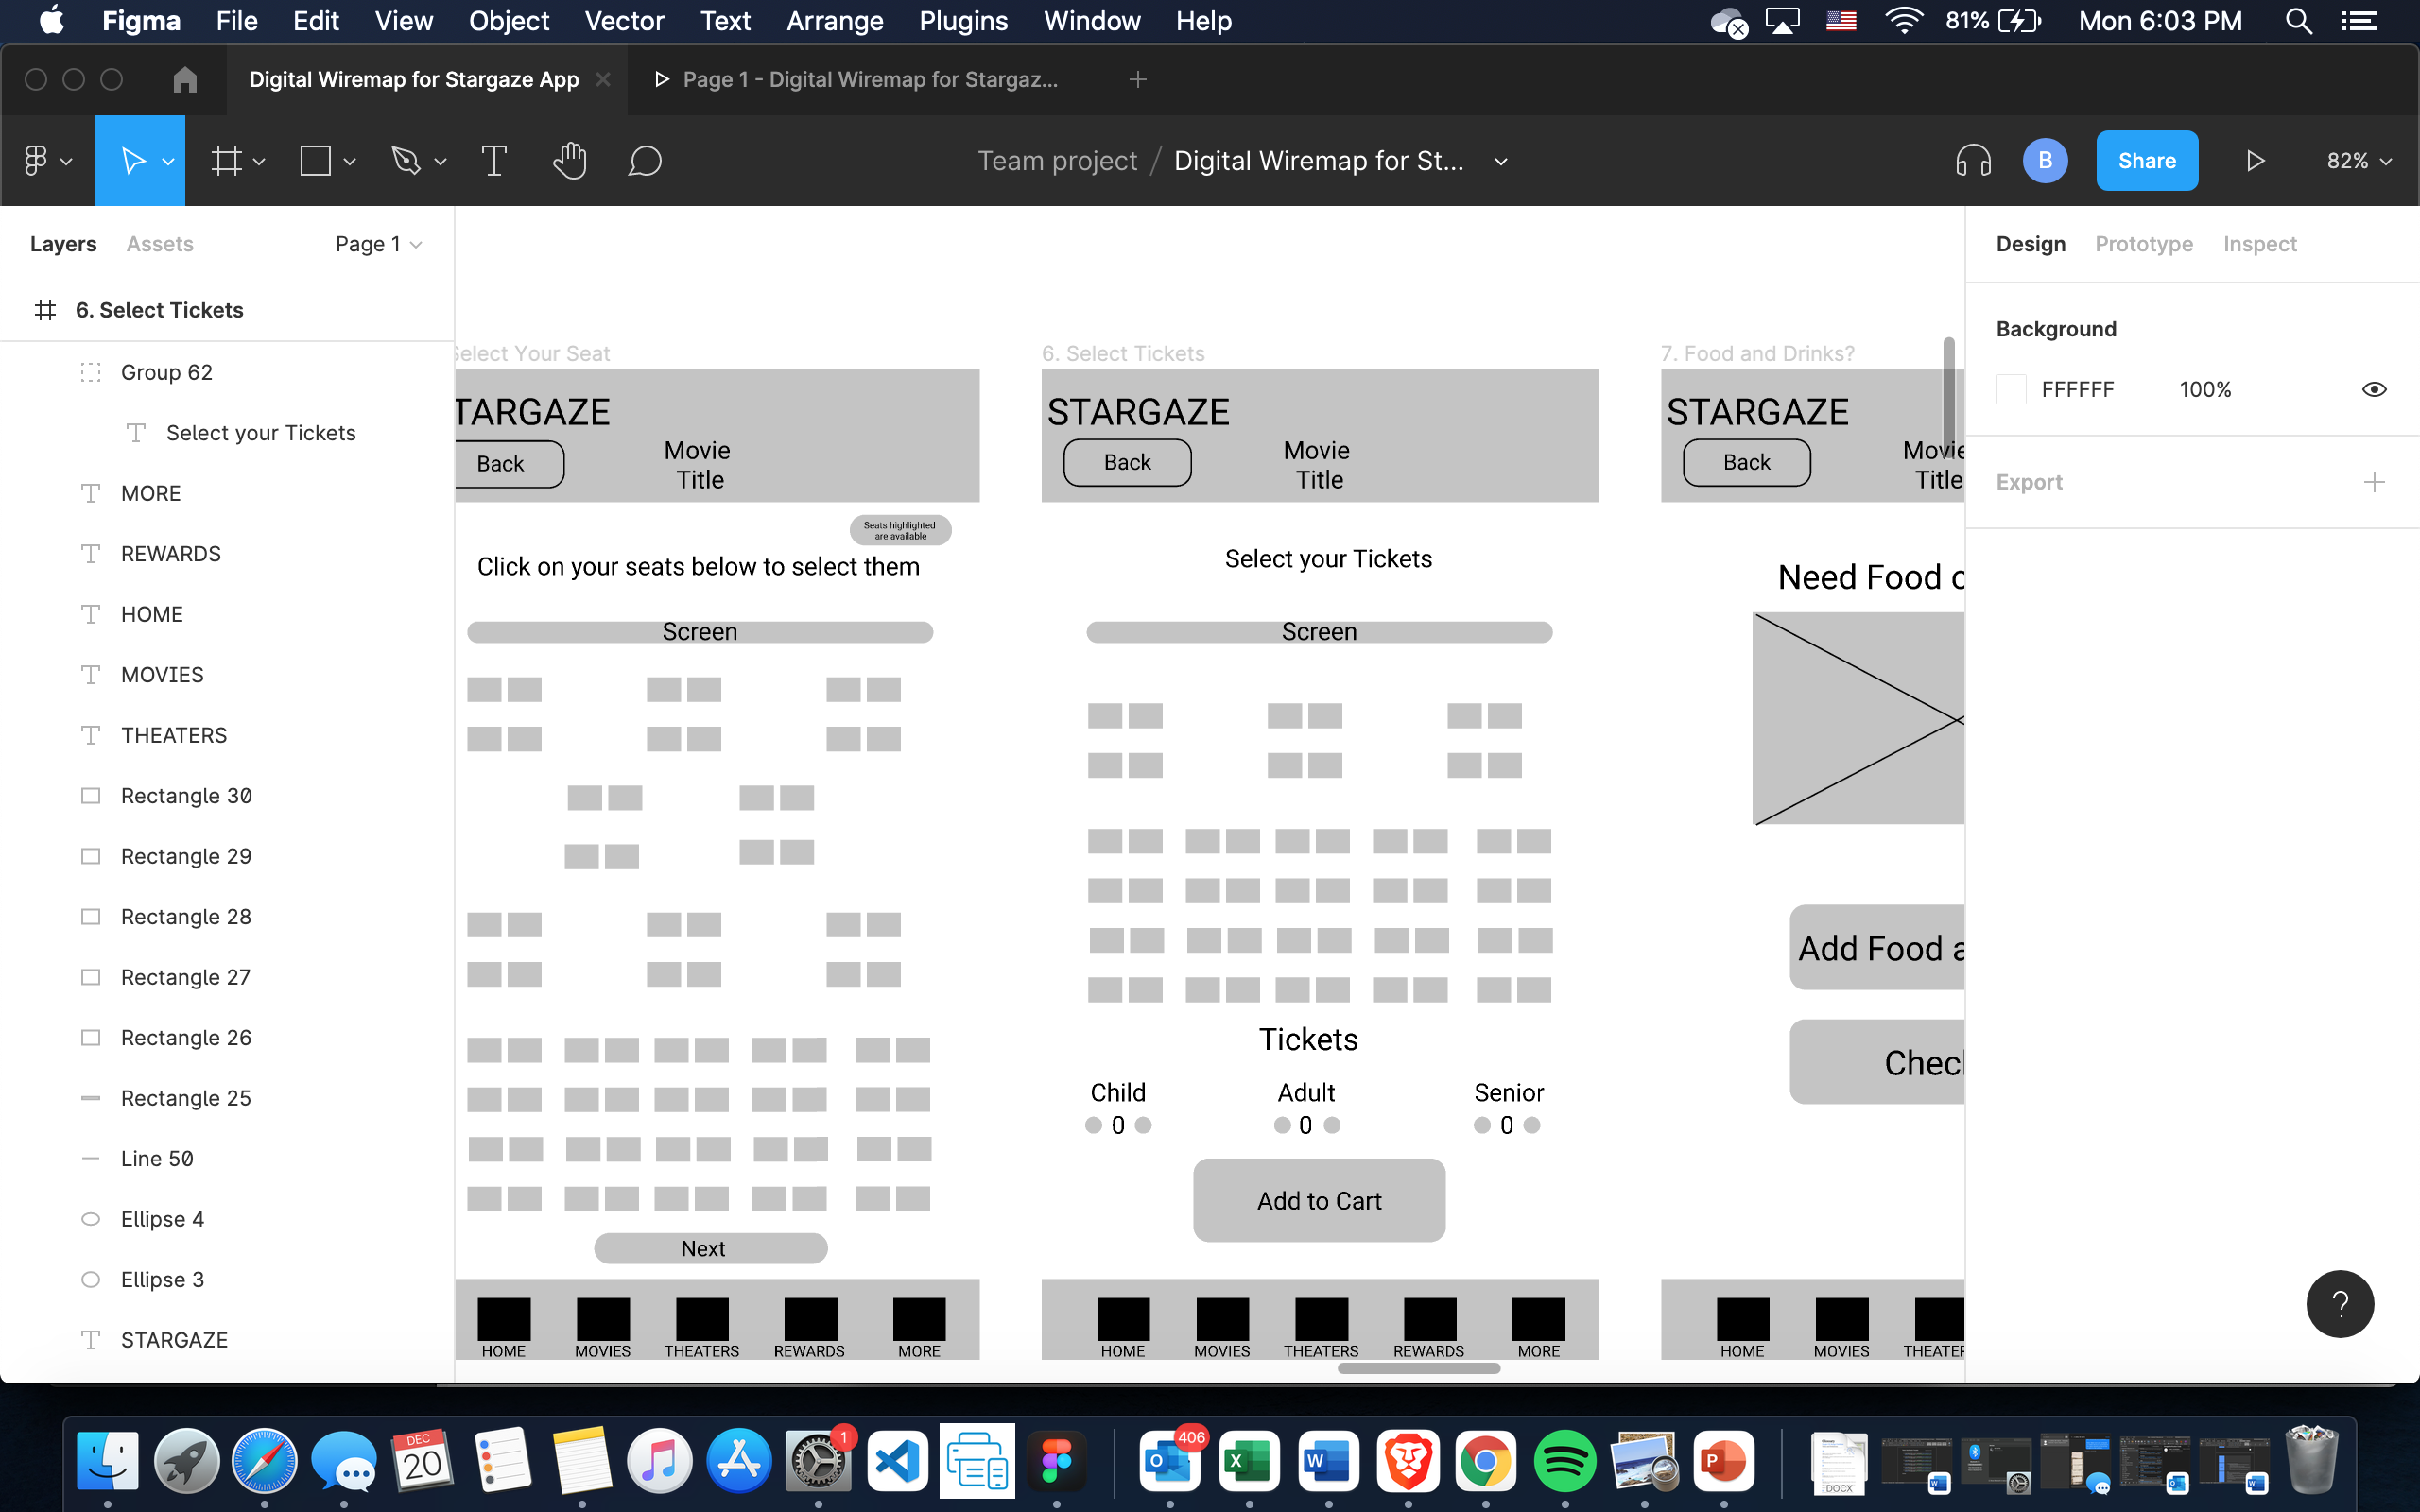 Figma File Edit View Object Vector Text Arrange Plugins Window Help 81% Mon 6:03 PM
Digital Wiremap for Stargaze App Page 1 - Digital Wiremap for Stargaz...
Team project / Digital Wiremap for St... B Share 82%
Layers Assets Page 1
6. Select Tickets
Group 62
Select your Tickets
MORE
REWARDS
HOME
MOVIES
THEATERS
Rectangle 30
Rectangle 29
Rectangle 28
Rectangle 27
Rectangle 26
Rectangle 25
Line 50
Ellipse 4
Ellipse 3
STARGAZE
Select Your Seat
TARGAZE
Back
Movie
Title
Seats highlighted
are available
Click on your seats below to select them
Screen
Next
HOME MOVIES THEATERS REWARDS MORE
6. Select Tickets
STARGAZE
Back
Movie
Title
Select your Tickets
Screen
Tickets
Child Adult Senior
0 0 0
Add to Cart
HOME MOVIES THEATERS REWARDS MORE
7. Food and Drinks?
STARGAZE
Back
Movie
Title
Need Food o
Add Food a
Chec
HOME MOVIES THEATER
Design Prototype Inspect
Background
FFFFFF 100%
Export
?
DEC
20
1
406
O
X
W
P
DOCX